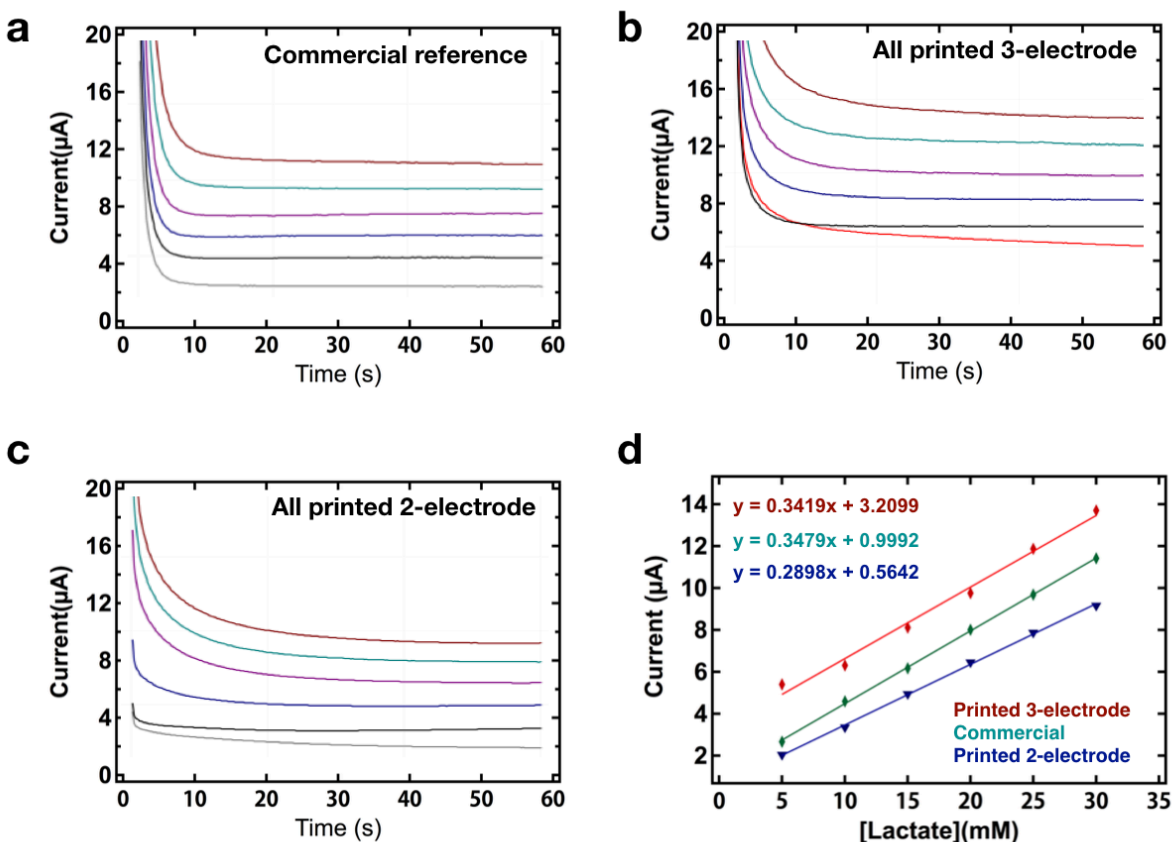 a
Commercial reference
20
16
12
8
4
0
Current(µA)
0 10 20 30 40 50 60
Time (s)
b
All printed 3-electrode
20
16
12
8
4
0
Current(µA)
0 10 20 30 40 50 60
Time (s)
c
All printed 2-electrode
20
16
12
8
4
0
Current(µA)
0 10 20 30 40 50 60
Time (s)
d
y = 0.3419x + 3.2099
y = 0.3479x + 0.9992
y = 0.2898x + 0.5642
14
12
10
8
6
4
2
Current (µA)
Printed 3-electrode
Commercial
Printed 2-electrode
0 5 10 15 20 25 30 35
[Lactate](mM)